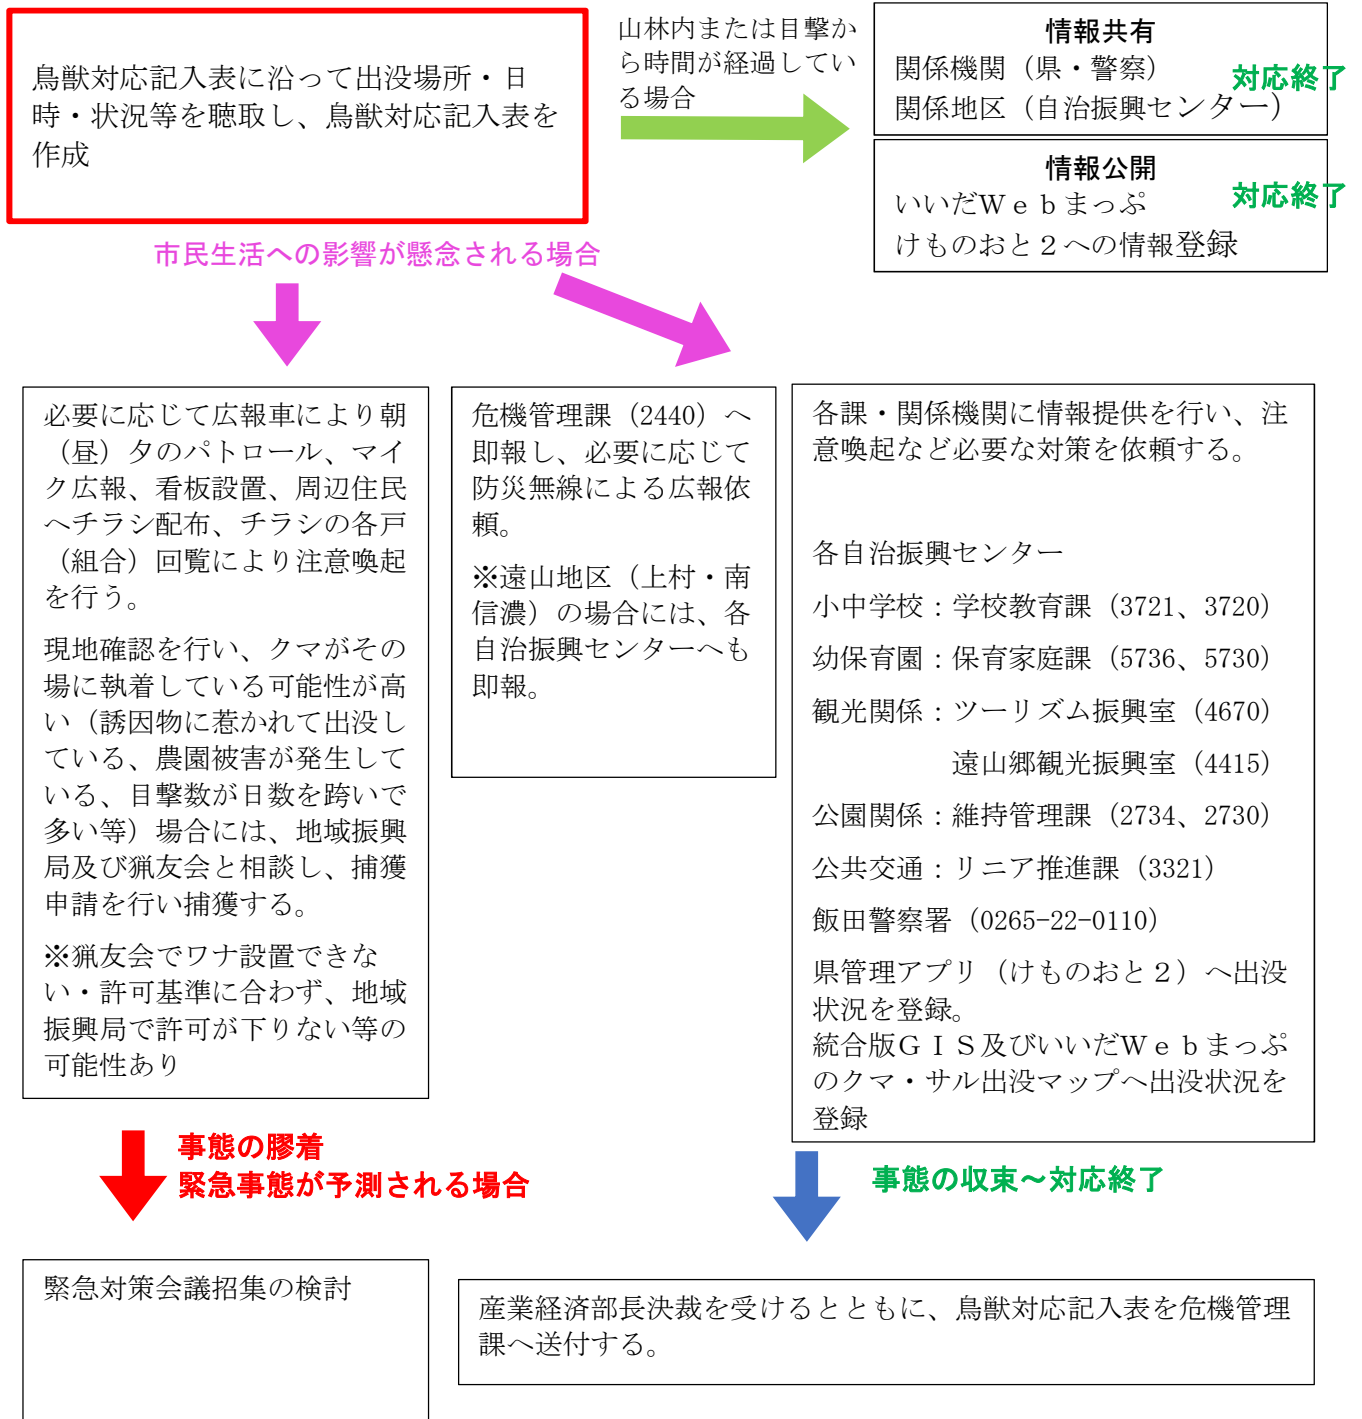 鳥獣対応記入表に沿って出没場所・日
時・状況等を聴取し、鳥獣対応記入表を
作成
山林内または目撃か
ら時間が経過してい
る場合
情報共有
関係機関（県・警察）
関係地区（自治振興センター）
対応終了
情報公開
いいだＷｅｂまっぷ
けものおと２への情報登録
対応終了
市民生活への影響が懸念される場合
必要に応じて広報車により朝
（昼）夕のパトロール、マイ
ク広報、看板設置、周辺住民
へチラシ配布、チラシの各戸
（組合）回覧により注意喚起
を行う。
現地確認を行い、クマがその
場に執着している可能性が高
い（誘因物に惹かれて出没し
ている、農園被害が発生して
いる、目撃数が日数を跨いで
多い等）場合には、地域振興
局及び猟友会と相談し、捕獲
申請を行い捕獲する。
※猟友会でワナ設置できな
い・許可基準に合わず、地域
振興局で許可が下りない等の
可能性あり
危機管理課（2440）へ
即報し、必要に応じて
防災無線による広報依
頼。
※遠山地区（上村・南
信濃）の場合には、各
自治振興センターへも
即報。
各課・関係機関に情報提供を行い、注
意喚起など必要な対策を依頼する。
各自治振興センター
小中学校：学校教育課（3721、3720）
幼保育園：保育家庭課（5736、5730）
観光関係：ツーリズム振興室（4670）
遠山郷観光振興室（4415）
公園関係：維持管理課（2734、2730）
公共交通：リニア推進課（3321）
飯田警察署（0265-22-0110）
県管理アプリ（けものおと２）へ出没
状況を登録。
統合版ＧＩＳ及びいいだＷｅｂまっぷ
のクマ・サル出没マップへ出没状況を
登録
事態の膠着
緊急事態が予測される場合
事態の収束～対応終了
緊急対策会議招集の検討
産業経済部長決裁を受けるとともに、鳥獣対応記入表を危機管理
課へ送付する。